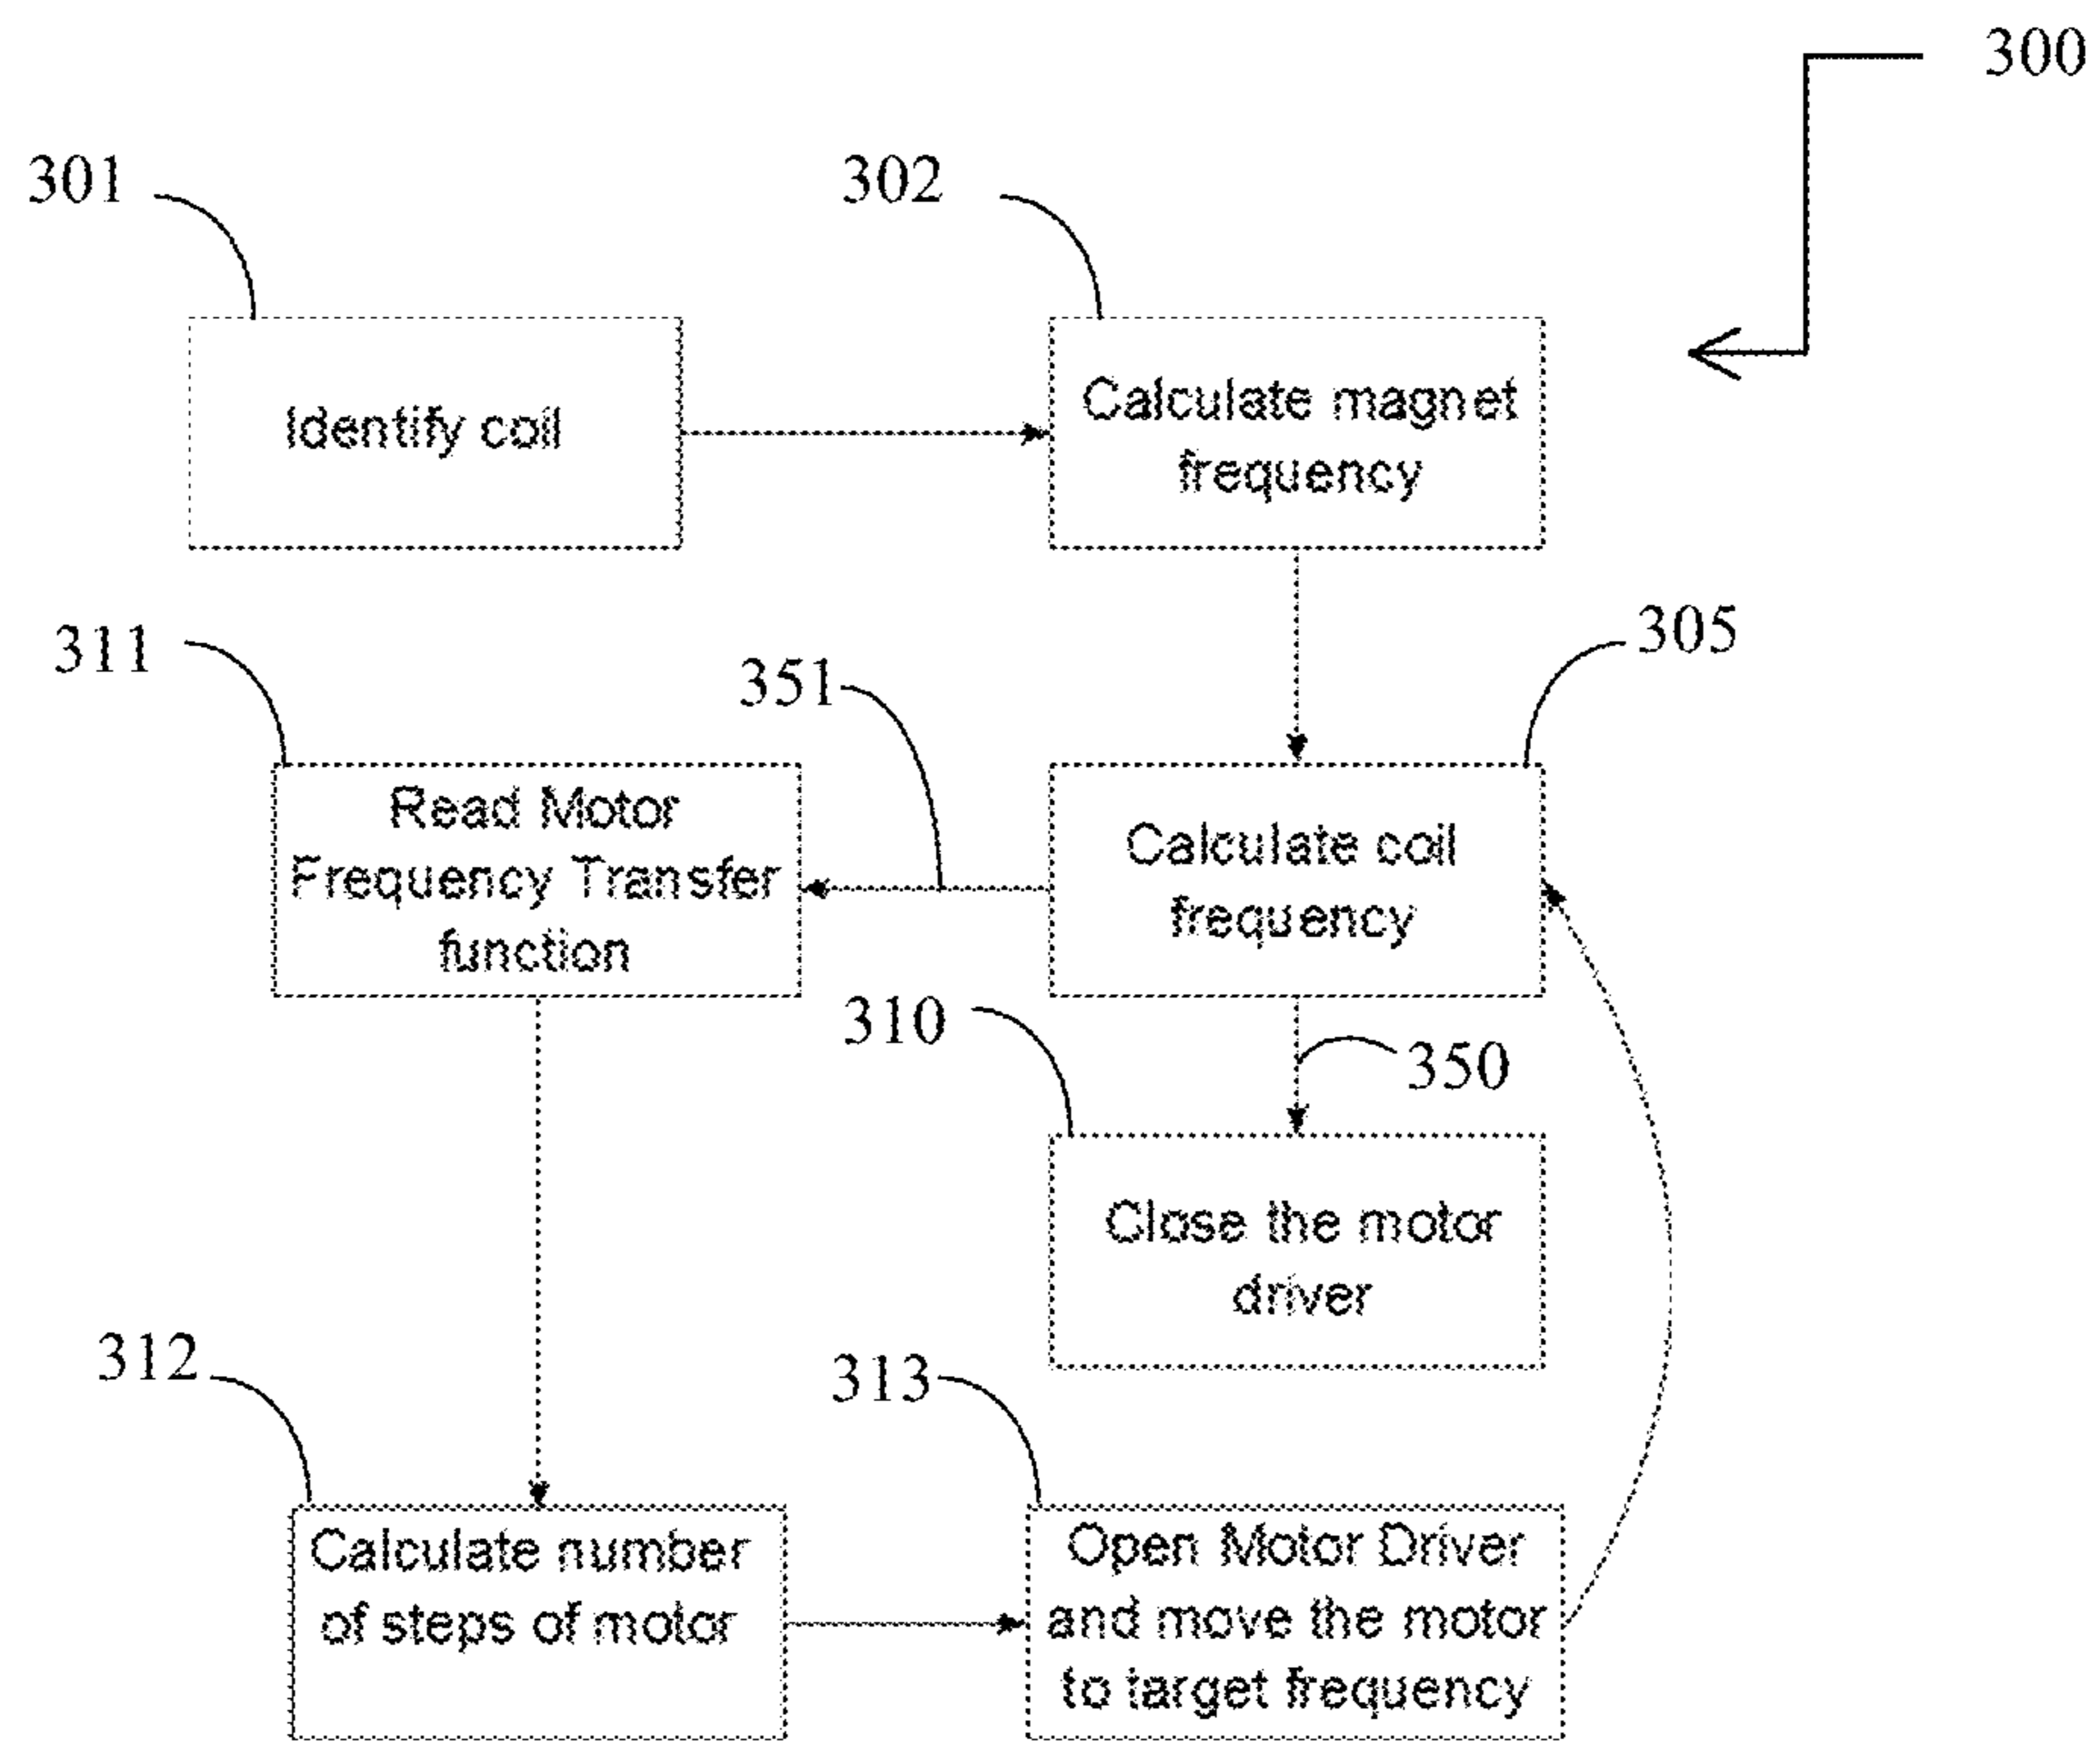 300
301
302
Identify coil
Calculate magnet
frequency
311
351
305
Read Motor
Frequency Transfer
function
Calculate coil
frequency
310
350
Close the motor
driver
312
313
Calculate number
of steps of motor
Open Motor Driver
and move the motor
to target frequency